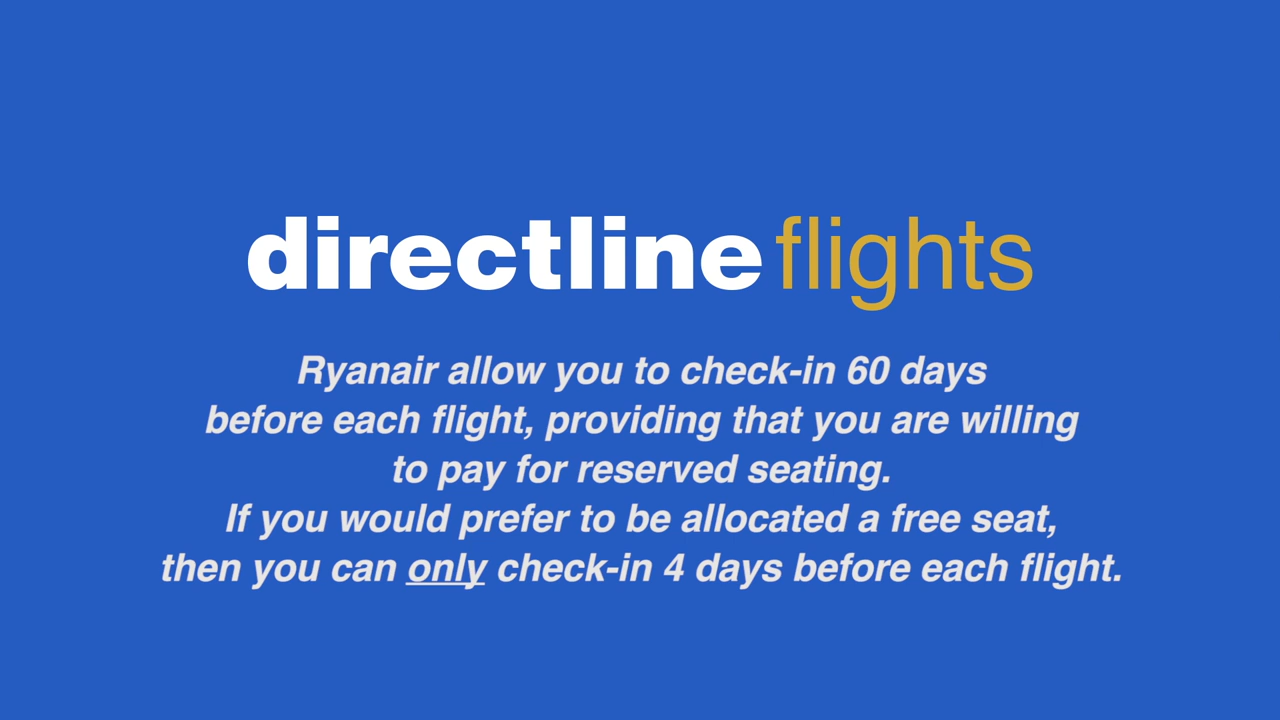 directline flights
Ryanair allow you to check-in 60 days
before each flight, providing that you are willing
to pay for reserved seating.
If you would prefer to be allocated a free seat,
then you can only check-in 4 days before each flight.